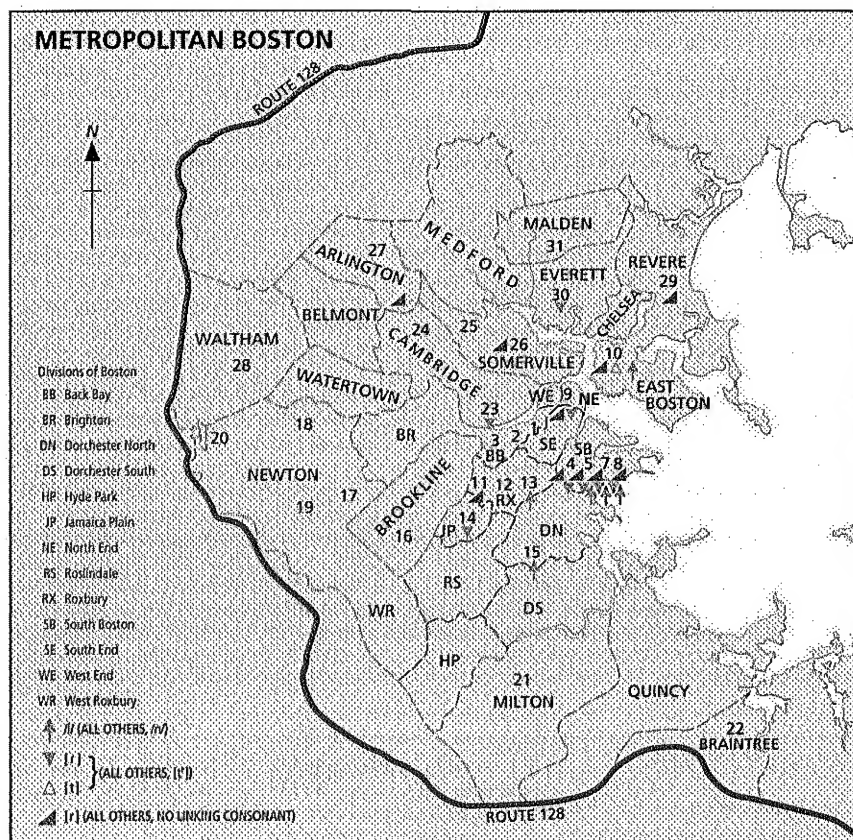 METROPOLITAN BOSTON
ROUTE 128
N
MALDEN
31
MEDFORD
27
ARLINGTON
EVERETT
30
REVERE
29
CHELSEA
BELMONT
24
25
26
SOMERVILLE
10
WALTHAM
28
CAMBRIDGE
EAST
BOSTON
WATERTOWN
WE
9
NE
23
18
BR
3
2
1
SE
SB
BB
20
NEWTON
17
19
BROOKLINE
16
11
12
RX
13
4 5 7 8
JP
14
DN
15
RS
DS
WR
HP
21
MILTON
QUINCY
22
BRAINTREE
ROUTE 128
Divisions of Boston
BB Back Bay
BR Brighton
DN Dorchester North
DS Dorchester South
HP Hyde Park
JP Jamaica Plain
NE North End
RS Roslindale
RX Roxbury
SB South Boston
SE South End
WE West End
WR West Roxbury
(ALL OTHERS,
(ALL OTHERS,
[r] (ALL OTHERS, NO LINKING CONSONANT)